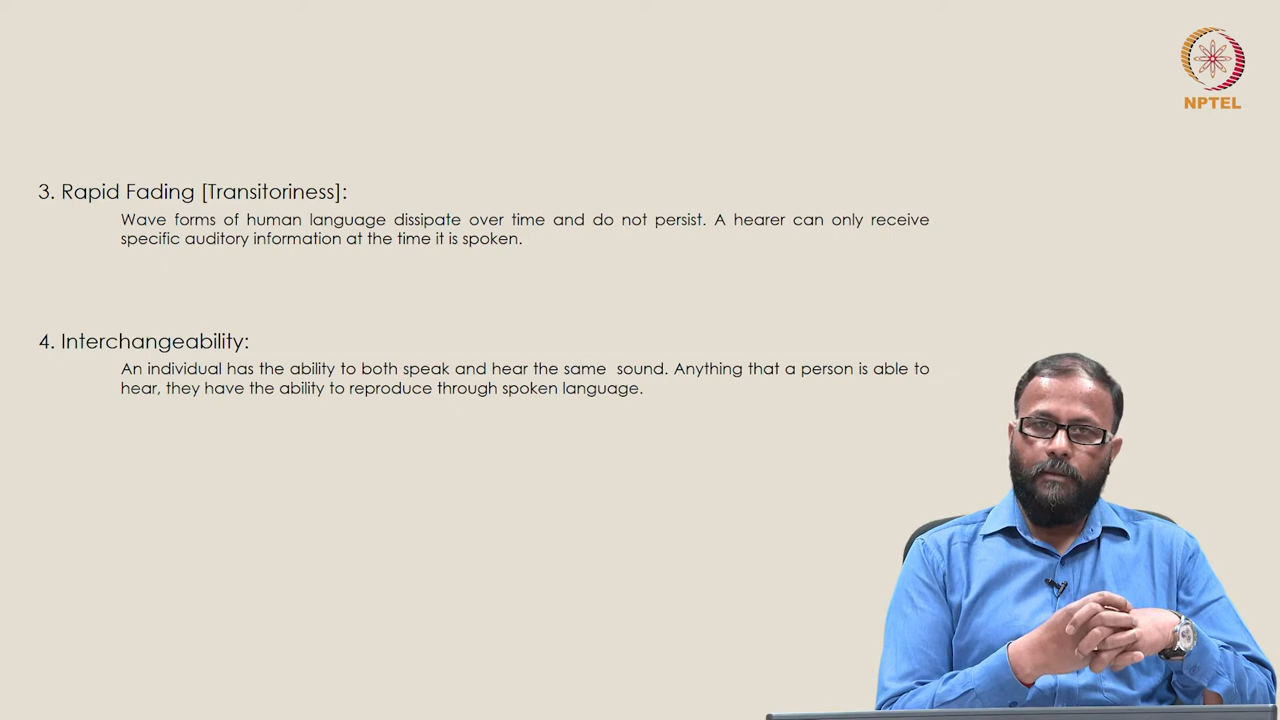 NPTEL
3. Rapid Fading [Transitoriness]:
Wave forms of human language dissipate over time and do not persist. A hearer can only receive
specific auditory information at the time it is spoken.
4. Interchangeability:
An individual has the ability to both speak and hear the same sound. Anything that a person is able to
hear, they have the ability to reproduce through spoken language.